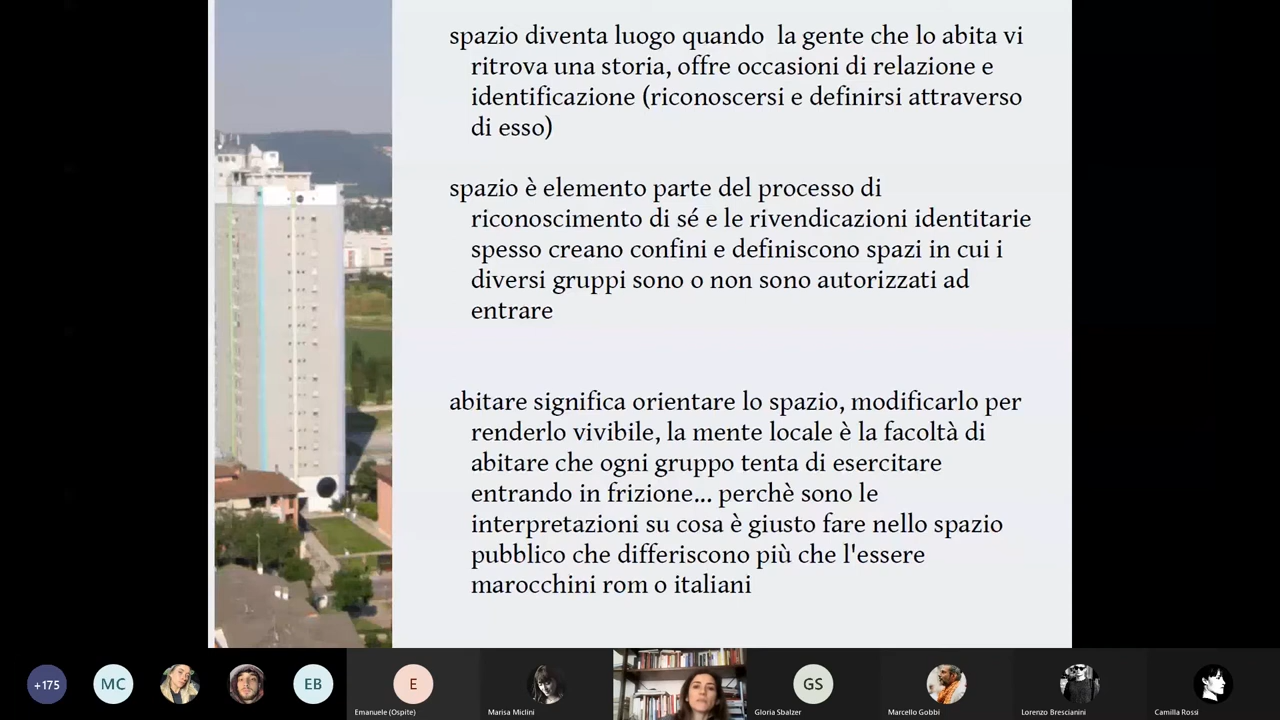 spazio diventa luogo quando  la gente che lo abita vi
ritrova una storia, offre occasioni di relazione e
identificazione (riconoscersi e definirsi attraverso
di esso)
spazio è elemento parte del processo di
riconoscimento di sé e le rivendicazioni identitarie
spesso creano confini e definiscono spazi in cui i
diversi gruppi sono o non sono autorizzati ad
entrare
abitare significa orientare lo spazio, modificarlo per
renderlo vivibile, la mente locale è la facoltà di
abitare che ogni gruppo tenta di esercitare
entrando in frizione... perchè sono le
interpretazioni su cosa è giusto fare nello spazio
pubblico che differiscono più che l'essere
marocchini rom o italiani
+175
MC
EB
E
GS
Emanuele (Ospite)
Marisa Miclini
Gloria Sbalzer
Marcello Gobbi
Lorenzo Brescianini
Camilla Rossi